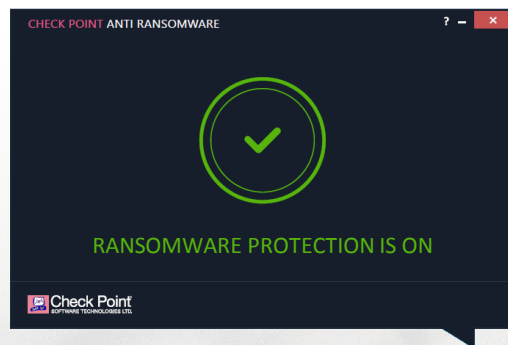 CHECK POINT ANTI RANSOMWARE
? – ×
RANSOMWARE PROTECTION IS ON
Check Point
SOFTWARE TECHNOLOGIES LTD.